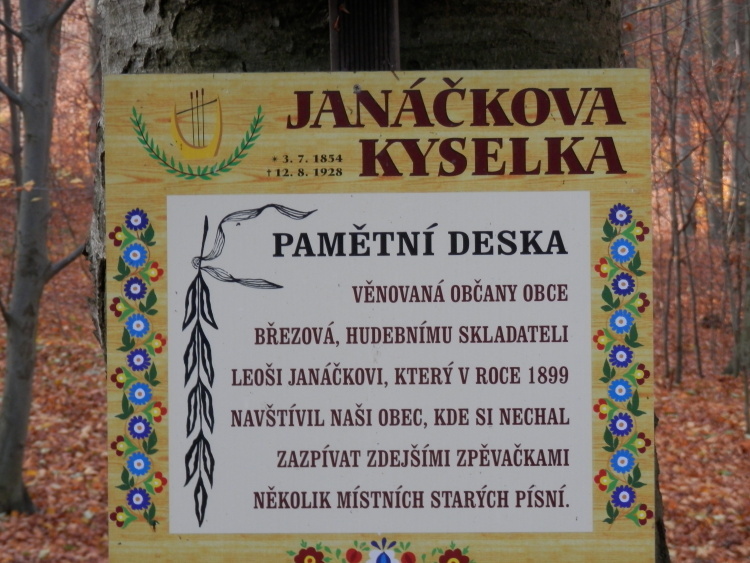 JANÁČKOVA
KYSELKA
* 3. 7. 1854
† 12. 8. 1928
PAMĚTNÍ DESKA
VĚNOVANÁ OBČANY OBCE
BŘEZOVÁ, HUDEBNÍMU SKLADATELI
LEOŠI JANÁČKOVI, KTERÝ V ROCE 1899
NAVŠTÍVIL NAŠI OBEC, KDE SI NECHAL
ZAZPÍVAT ZDEJŠÍMI ZPĚVAČKAMI
NĚKOLIK MÍSTNÍCH STARÝCH PÍSNÍ.